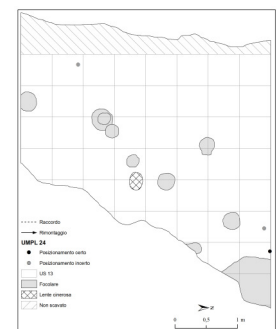 Raccordo
Rimontaggio
UMPL 24
Posizionamento certo
Posizionamento incerto
US 13
Focolare
Lente cinerosa
Non scavato
z
0 0,5 1 m